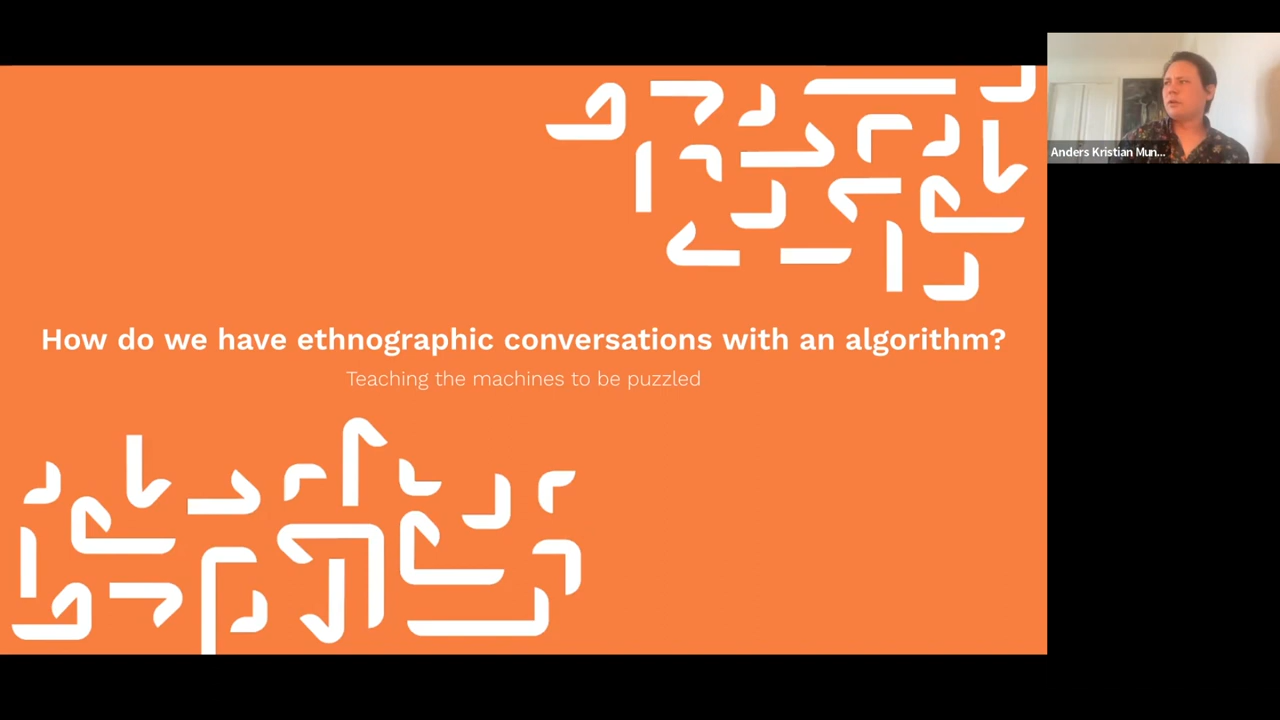 How do we have ethnographic conversations with an algorithm?
Teaching the machines to be puzzled
Anders Kristian Mun...